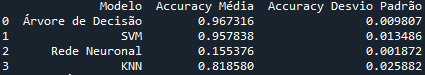 Modelo Accuracy Média Accuracy Desvio Padrão
0 Árvore de Decisão 0.967316 0.009807
1 SVM 0.957838 0.013486
2 Rede Neuronal 0.155376 0.001872
3 KNN 0.818580 0.025882